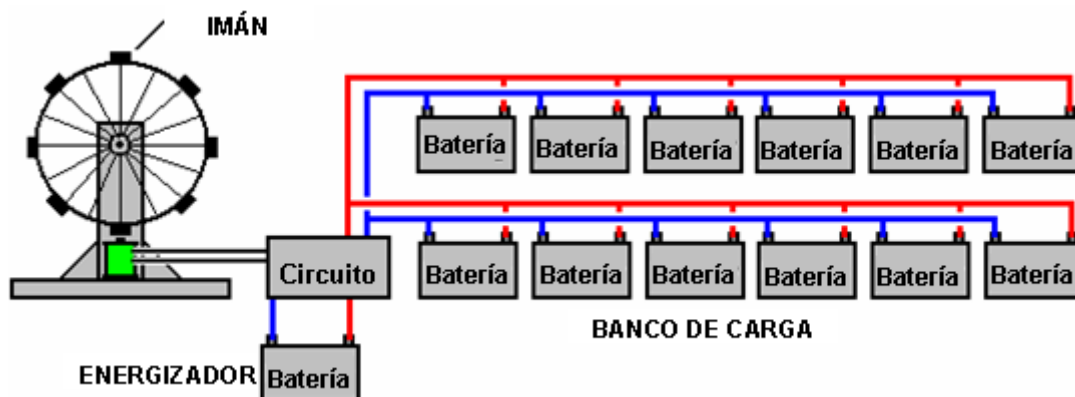 IMÁN
Batería Batería Batería Batería Batería Batería
Circuito Batería Batería Batería Batería Batería Batería
BANCO DE CARGA
ENERGIZADOR Batería